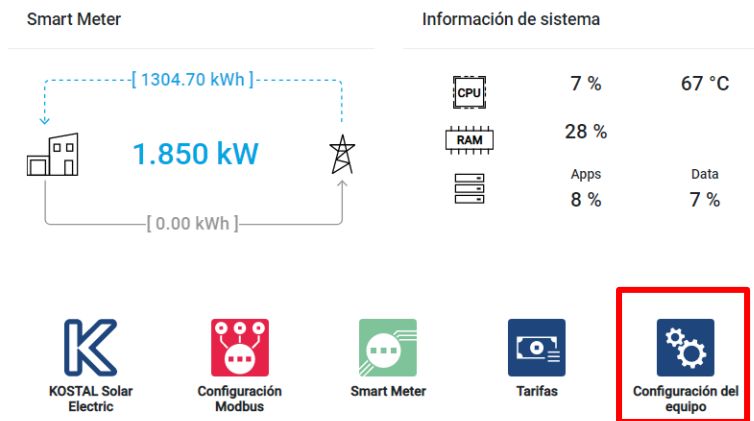 Smart Meter
Información de sistema
[ 1304.70 kWh ]
1.850 kW
[ 0.00 kWh ]
CPU
7 %
67 °C
RAM
28 %
Apps
Data
8 %
7 %
KOSTAL Solar
Electric
Configuración
Modbus
Smart Meter
Tarifas
Configuración del
equipo